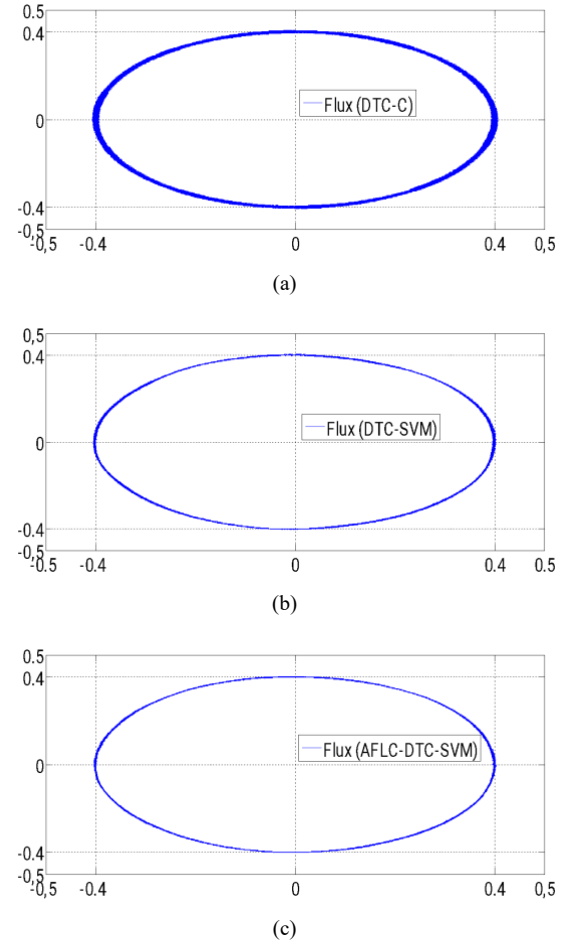 0.5
0.4
Flux (DTC-C)
0
-0.4
-0,5
-0,5 -0.4 0 0.4 0,5
(a)
0,5
0.4
Flux (DTC-SVM)
0
-0.4
-0,5
-0.5 -0.4 0 0.4 0.5
(b)
0.5
0.4
Flux (AFLC-DTC-SVM)
0
-0.4
-0.5
-0,5 -0.4 0 0.4 0,5
(c)